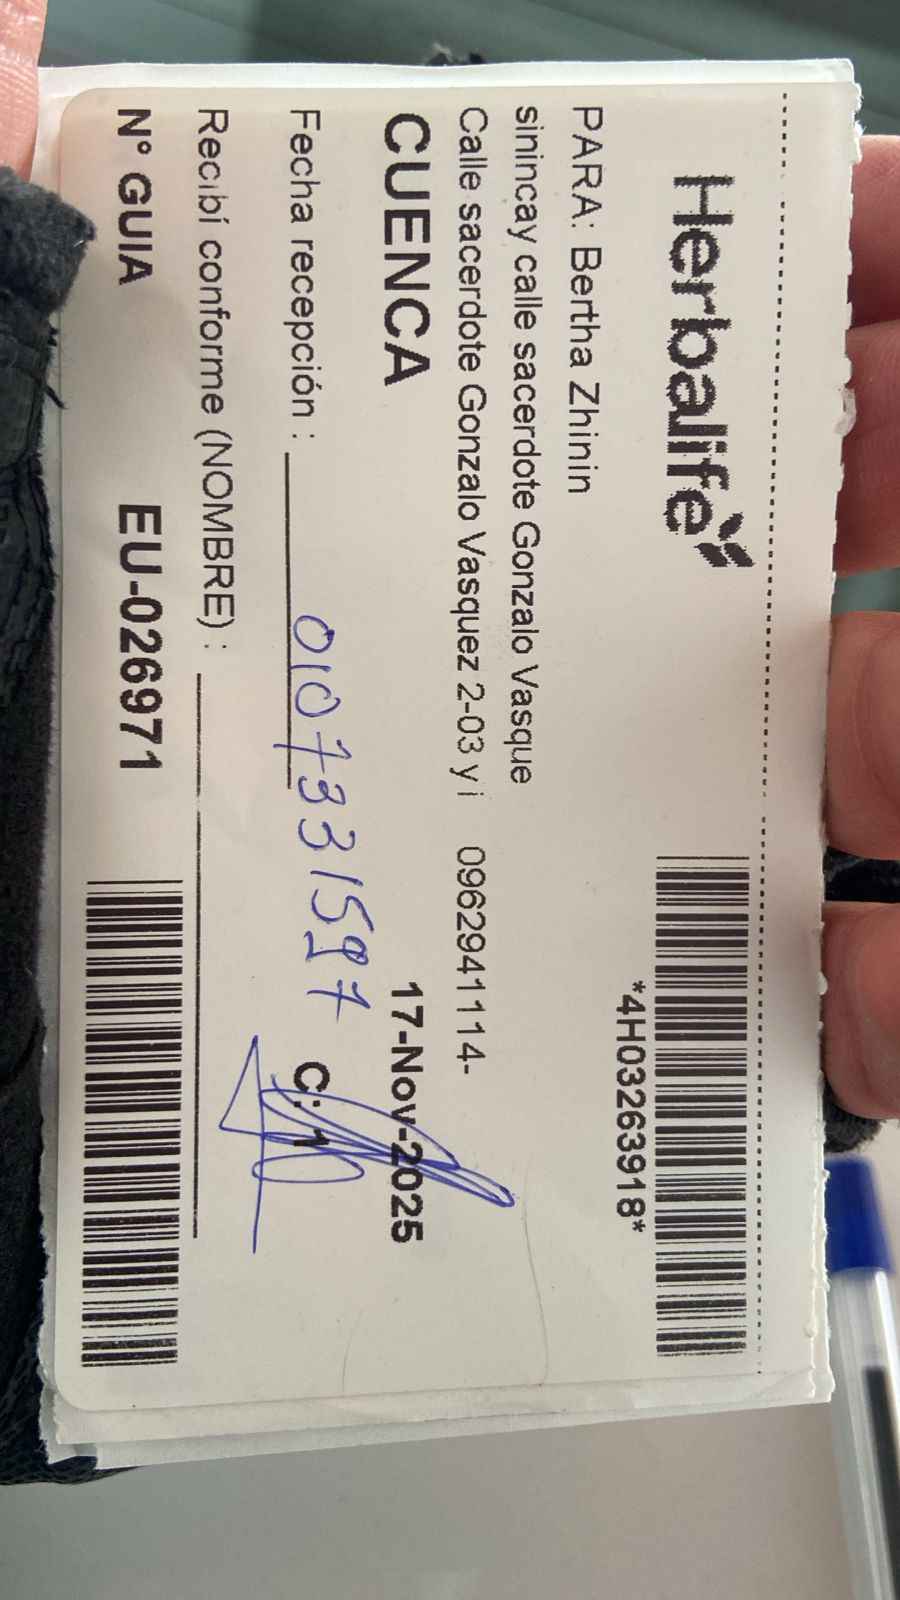 Herbalife
*4H03263918*
PARA: Bertha Zhinin
sinincay calle sacerdote Gonzalo Vasque
Calle sacerdote Gonzalo Vasquez 2-03 y i 0962941114-
CUENCA
17-Nov-2025
Fecha recepción :
0107331597
C: 1
Recibí conforme (NOMBRE) :
N° GUIA EU-026971